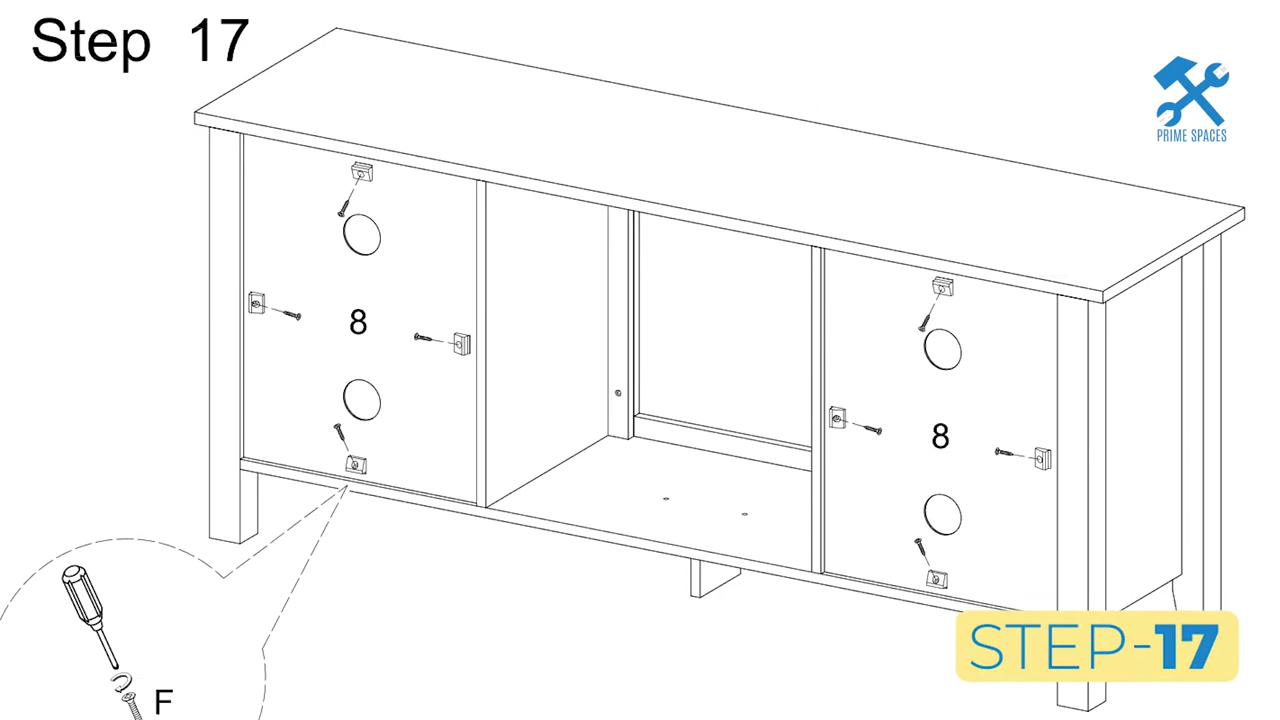 Step 17
PRIME SPACES
8
8
F
STEP-17